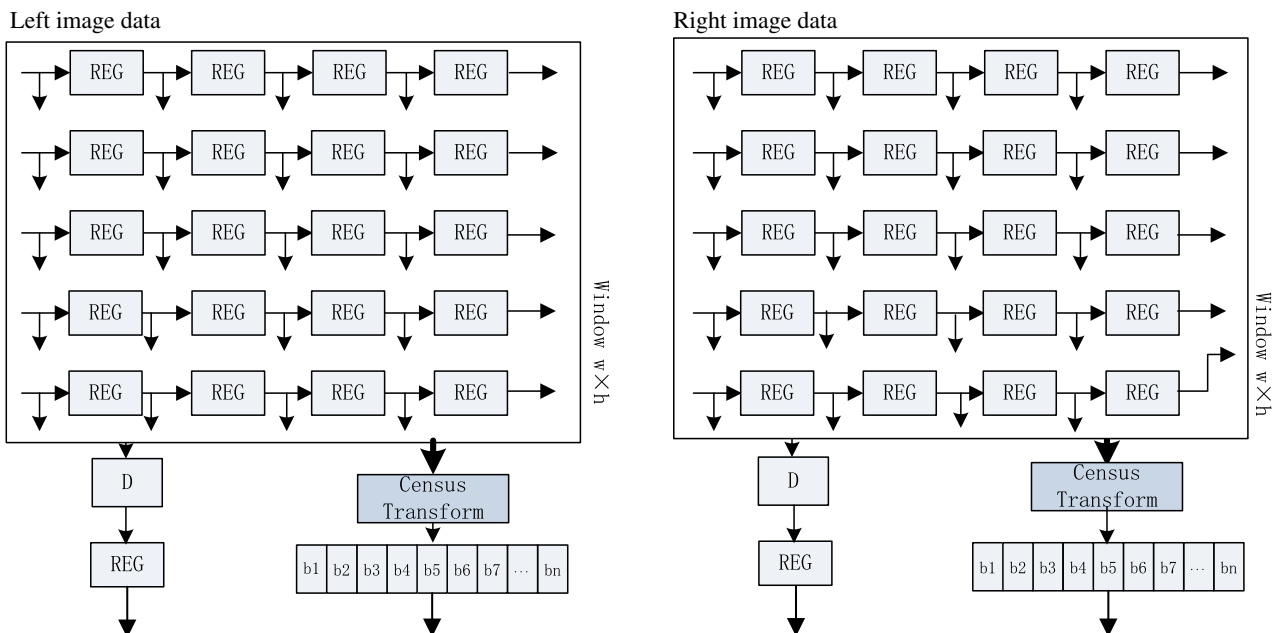 Left image data
REG REG REG REG
REG REG REG REG
REG REG REG REG
REG REG REG REG
REG REG REG REG
Window w×h
D
REG
Census
Transform
b1 b2 b3 b4 b5 b6 b7 ... bn
Right image data
REG REG REG REG
REG REG REG REG
REG REG REG REG
REG REG REG REG
REG REG REG REG
Window w×h
D
REG
Census
Transform
b1 b2 b3 b4 b5 b6 b7 ... bn